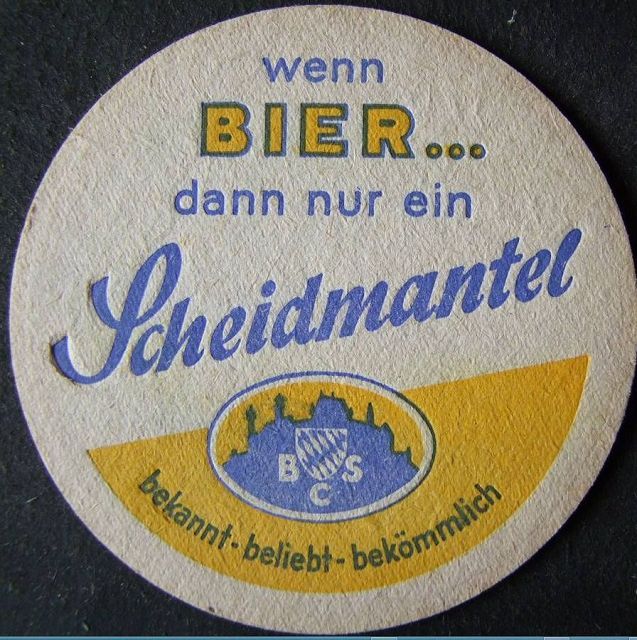 wenn
BIER...
dann nur ein
Scheidmantel
B S
C
bekannt-beliebt-bekömmlich